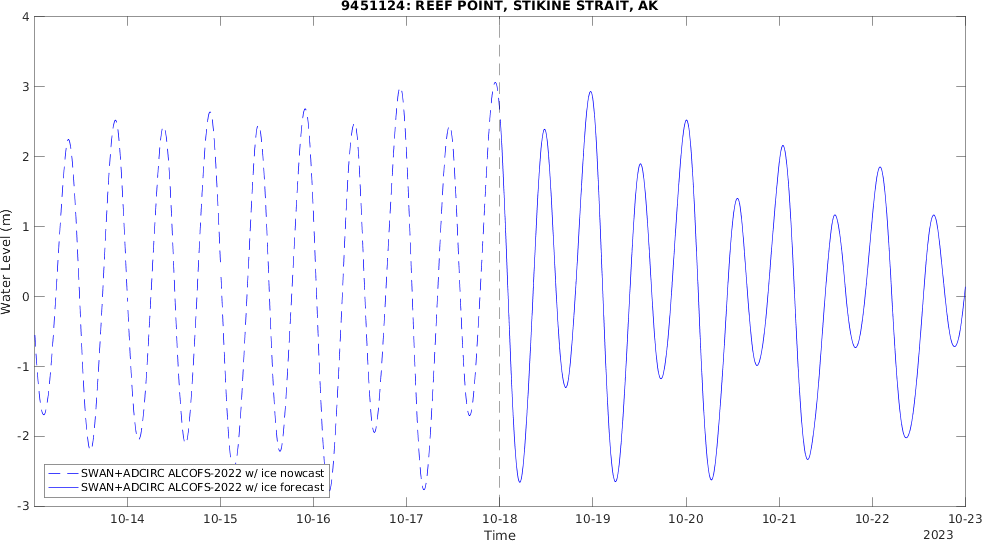 9451124: REEF POINT, STIKINE STRAIT, AK
4
3
2
1
0
-1
-2
-3
Water Level (m)
SWAN+ADCIRC ALCOFS-2022 w/ ice nowcast
SWAN+ADCIRC ALCOFS-2022 w/ ice forecast
10-14 10-15 10-16 10-17 10-18 10-19 10-20 10-21 10-22 10-23
Time
2023